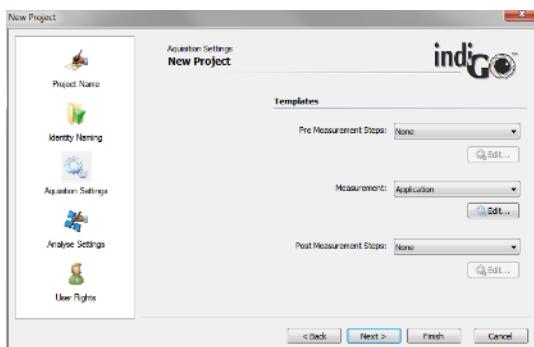 New Project
Project Name
Identity Naming
Aquisition Settings
Analyse Settings
User Rights
Aquisition Settings
New Project
indiGo
Templates
Pre Measurement Steps: None
Edit...
Measurement: Application
Edit...
Post Measurement Steps: None
Edit...
< Back Next > Finish Cancel